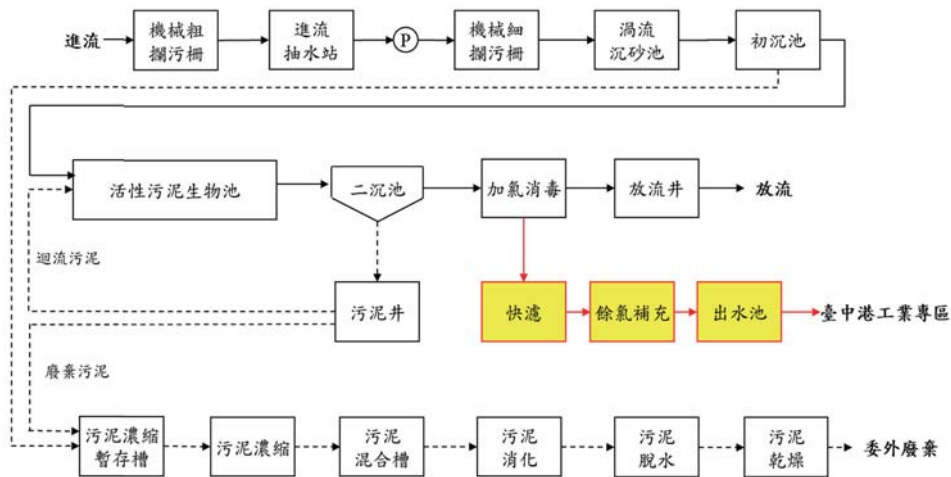 進流
機械粗
攔污柵
進流
抽水站
P
機械細
攔污柵
渦流
沉砂池
初沉池
活性污泥生物池
二沉池
加氯消毒
放流井
放流
迴流污泥
污泥井
快濾
餘氯補充
出水池
臺中港工業專區
廢棄污泥
污泥濃縮
暫存槽
污泥濃縮
污泥
混合槽
污泥
消化
污泥
脫水
污泥
乾燥
委外廢棄